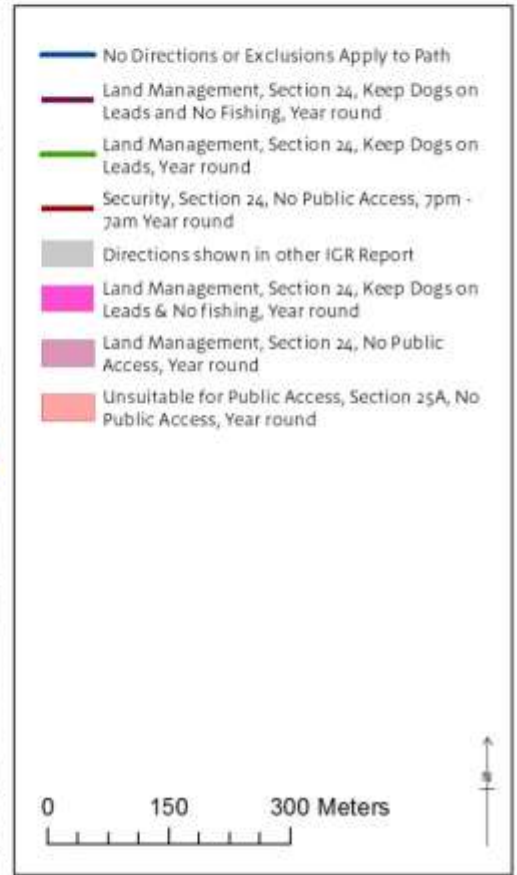 No Directions or Exclusions Apply to Path
Land Management, Section 24, Keep Dogs on
Leads and No Fishing, Year round
Land Management, Section 24, Keep Dogs on
Leads, Year round
Security, Section 24, No Public Access, 7pm -
7am Year round
Directions shown in other IGR Report
Land Management, Section 24, Keep Dogs on
Leads & No fishing, Year round
Land Management, Section 24, No Public
Access, Year round
Unsuitable for Public Access, Section 25A, No
Public Access, Year round
N
0 150 300 Meters